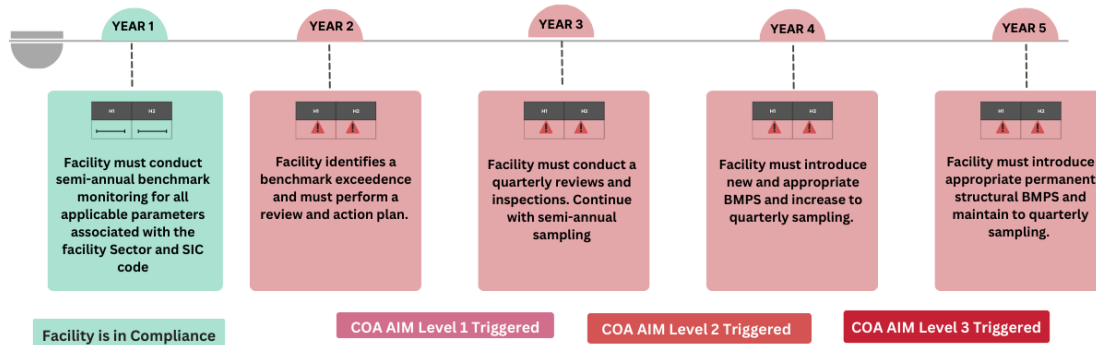 YEAR 1
YEAR 2
YEAR 3
YEAR 4
YEAR 5
H1 H2
Facility must conduct
semi-annual benchmark
monitoring for all
applicable parameters
associated with the
facility Sector and SIC
code
H1 H2
!
!
Facility identifies a
benchmark exceedence
and must perform a
review and action plan.
H1 H2
!
!
Facility must conduct a
quarterly reviews and
inspections. Continue
with semi-annual
sampling
H1 H2
!
!
Facility must introduce
new and appropriate
BMPS and increase to
quarterly sampling.
H1 H2
!
!
Facility must introduce
appropriate permanent
structural BMPS and
maintain to quarterly
sampling.
Facility is in Compliance
COA AIM Level 1 Triggered
COA AIM Level 2 Triggered
COA AIM Level 3 Triggered